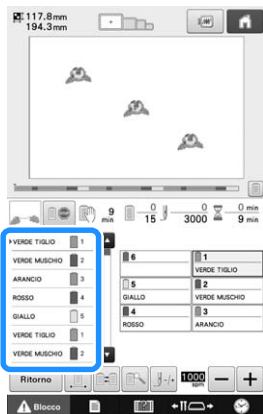 117.8mm
194.3mm
9 min
0
15
0
3000
0 min
9 min
VERDE TIGLIO 1
VERDE MUSCHIO 2
ARANCIO 3
ROSSO 4
GIALLO 5
VERDE TIGLIO 1
VERDE MUSCHIO 2
6
1
VERDE TIGLIO
5
GIALLO
2
VERDE MUSCHIO
4
ROSSO
3
ARANCIO
Ritorno
1000
spm
Blocco